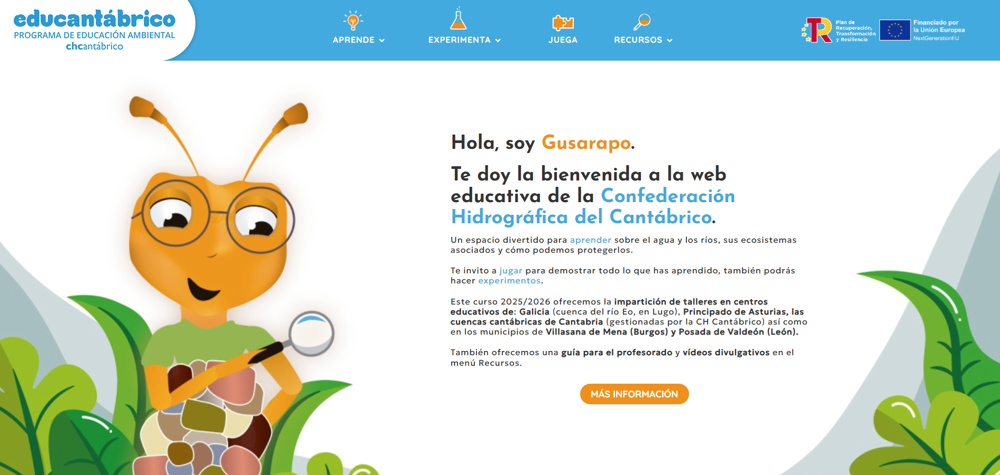 educantábrico
PROGRAMA DE EDUCACIÓN AMBIENTAL
chcantábrico
APRENDE
EXPERIMENTA
JUEGA
RECURSOS
Plan de
Recuperación,
Transformación
y Resiliencia
Financiado por
la Unión Europea
NextGenerationEU
Hola, soy Gusarapo.
Te doy la bienvenida a la web
educativa de la Confederación
Hidrográfica del Cantábrico.
Un espacio divertido para aprender sobre el agua y los ríos, sus ecosistemas
asociados y cómo podemos protegerlos.
Te invito a jugar para demostrar todo lo que has aprendido, también podrás
hacer experimentos.
Este curso 2025/2026 ofrecemos la impartición de talleres en centros
educativos de: Galicia (cuenca del río Eo, en Lugo), Principado de Asturias, las
cuencas cantábricas de Cantabria (gestionadas por la CH Cantábrico) así como
en los municipios de Villasana de Mena (Burgos) y Posada de Valdeón (León).
También ofrecemos una guía para el profesorado y vídeos divulgativos en el
menú Recursos.
MÁS INFORMACIÓN